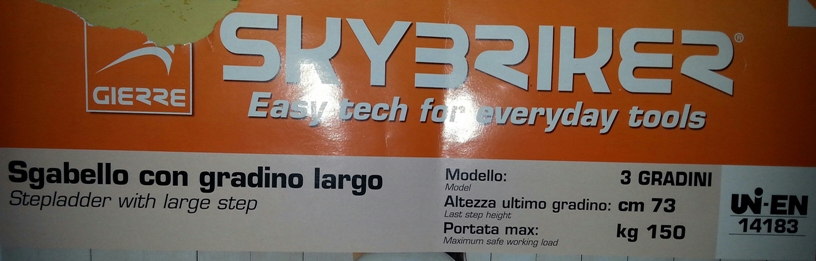 GIERRE
SKYBRIKER®
Easy tech for everyday tools
Sgabello con gradino largo
Stepladder with large step
Modello: 3 GRADINI
Model
Altezza ultimo gradino: cm 73
Last step height
Portata max: kg 150
Maximum safe working load
UNI-EN
14183